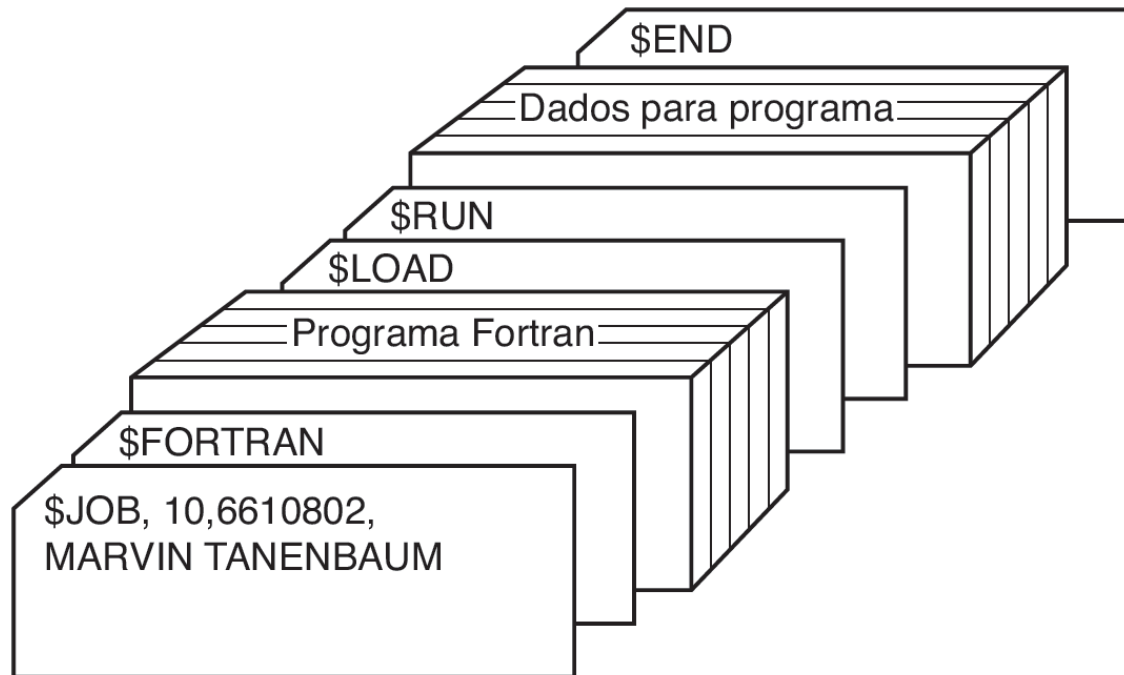 $END
Dados para programa
$RUN
$LOAD
Programa Fortran
$FORTRAN
$JOB, 10,6610802,
MARVIN TANENBAUM